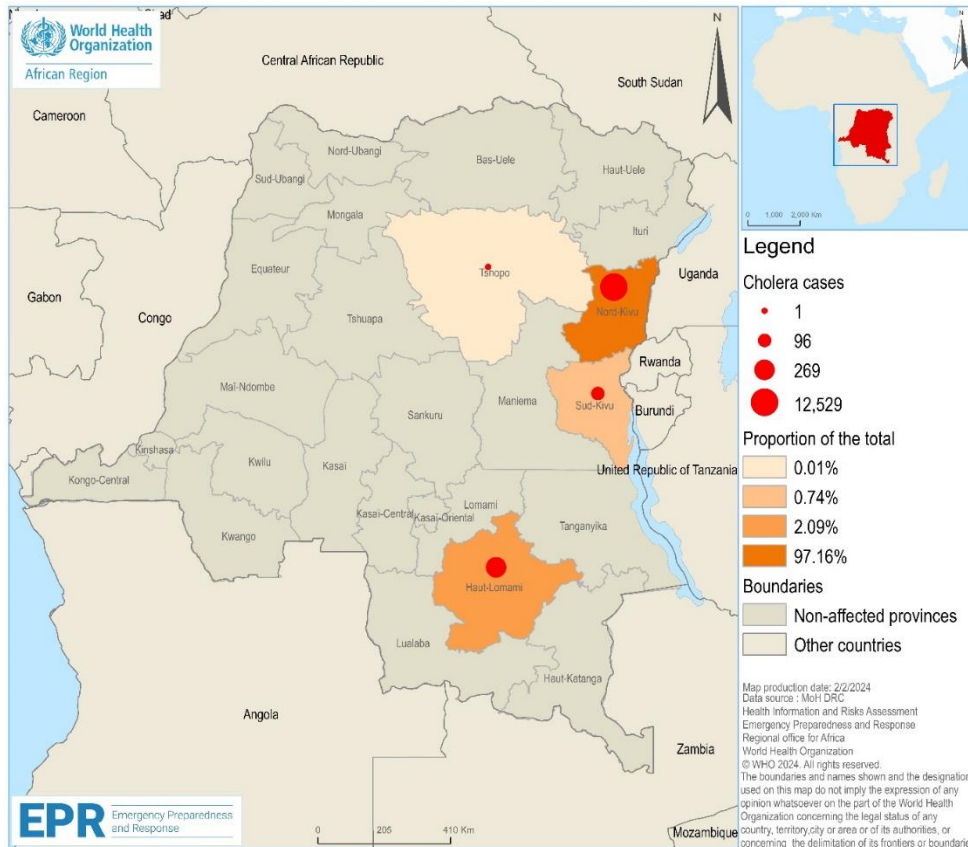 World Health
Organization
African Region
Chad
Central African Republic
South Sudan
Cameroon
N
Nord-Ubangi
Bas-Uele
Haut-Uele
Sud-Ubangi
Mongala
Ituri
Tshopo
Equateur
Uganda
Gabon
Congo
Nord-Kivu
Tshuapa
Rwanda
Maï-Ndombe
Maniema
Sankuru
Sud-Kivu
Burundi
Kinshasa
Kwilu
Kasaï
United Republic of Tanzania
Kongo-Central
Lomami
Kasaï-Central
Kasaï-Oriental
Tanganyika
Kwango
Haut-Lomami
Lualaba
Haut-Katanga
Angola
Zambia
Mozambique
EPR
Emergency Preparedness
and Response
0 205 410 Km
N
0 1,000 2,000 Km
Legend
Cholera cases
1
96
269
12,529
Proportion of the total
0.01%
0.74%
2.09%
97.16%
Boundaries
Non-affected provinces
Other countries
Map production date: 2/2/2024
Data source : MoH DRC
Health Information and Risks Assessment
Emergency Preparedness and Response
Regional office for Africa
World Health Organization
© WHO 2024. All rights reserved.
The boundaries and names shown and the designation
used on this map do not imply the expression of any
opinion whatsoever on the part of the World Health
Organization concerning the legal status of any
country, territory,city or area or of its authorities, or
concerning the delimitation of its frontiers or boundarie